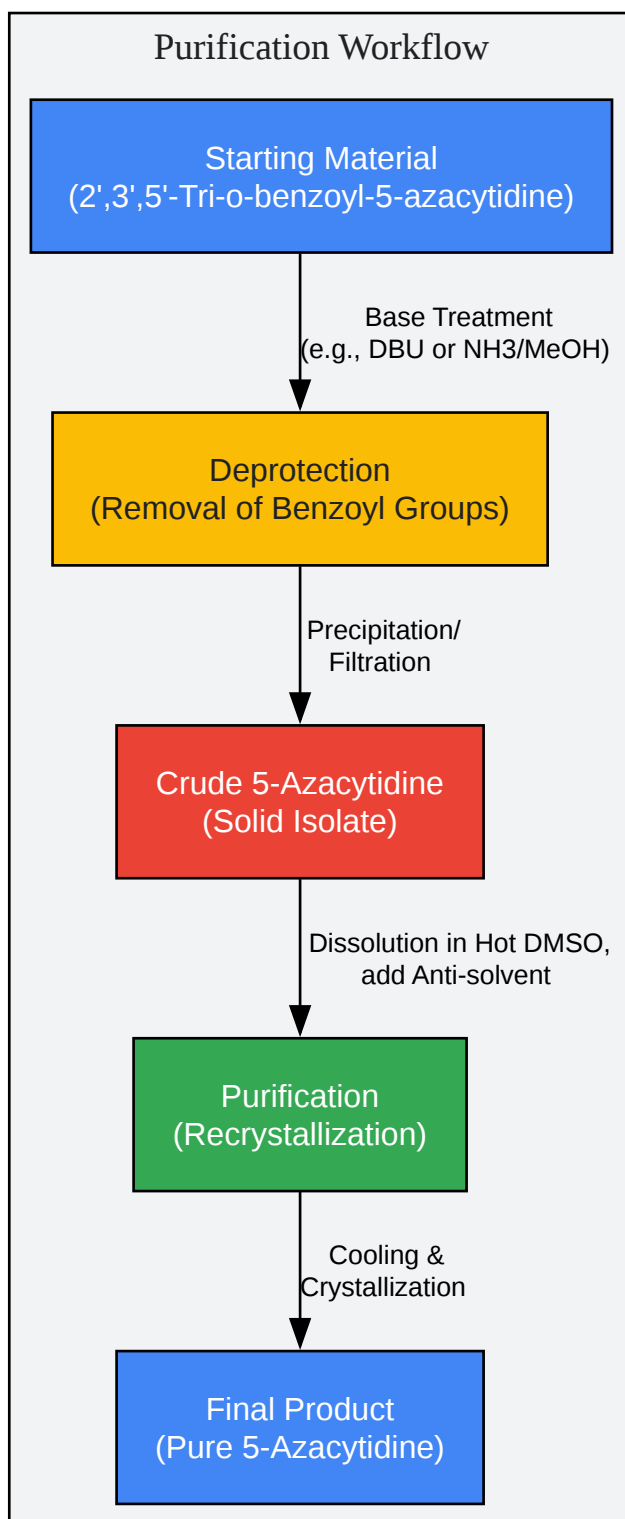 Purification Workflow
Starting Material
(2',3',5'-Tri-o-benzoyl-5-azacytidine)
Base Treatment
(e.g., DBU or NH3/MeOH)
Deprotection
(Removal of Benzoyl Groups)
Precipitation/
Filtration
Crude 5-Azacytidine
(Solid Isolate)
Dissolution in Hot DMSO,
add Anti-solvent
Purification
(Recrystallization)
Cooling &
Crystallization
Final Product
(Pure 5-Azacytidine)